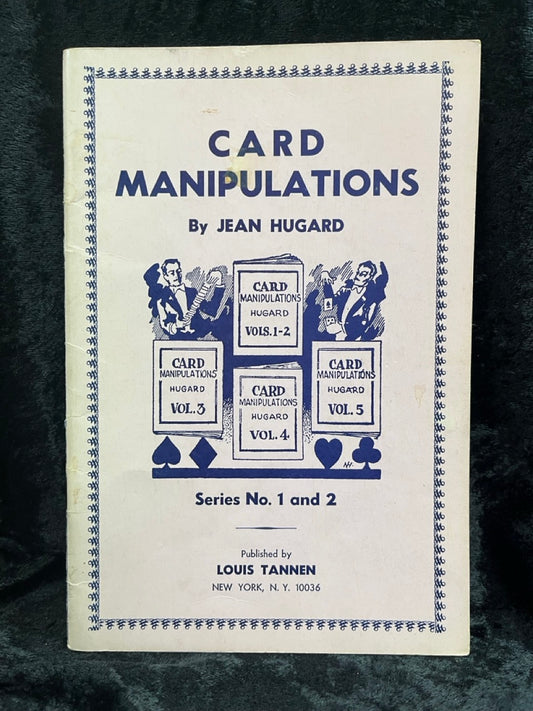 CARD
MANIPULATIONS
By JEAN HUGARD
CARD
MANIPULATIONS
HUGARD
VOLS. 1-2
CARD
MANIPULATIONS
HUGARD
VOL. 3
CARD
MANIPULATIONS
HUGARD
VOL. 4.
CARD
MANIPULATIONS
HUGARD
VOL. 5
Series No. 1 and 2
Published by
LOUIS TANNEN
NEW YORK, N. Y. 10036